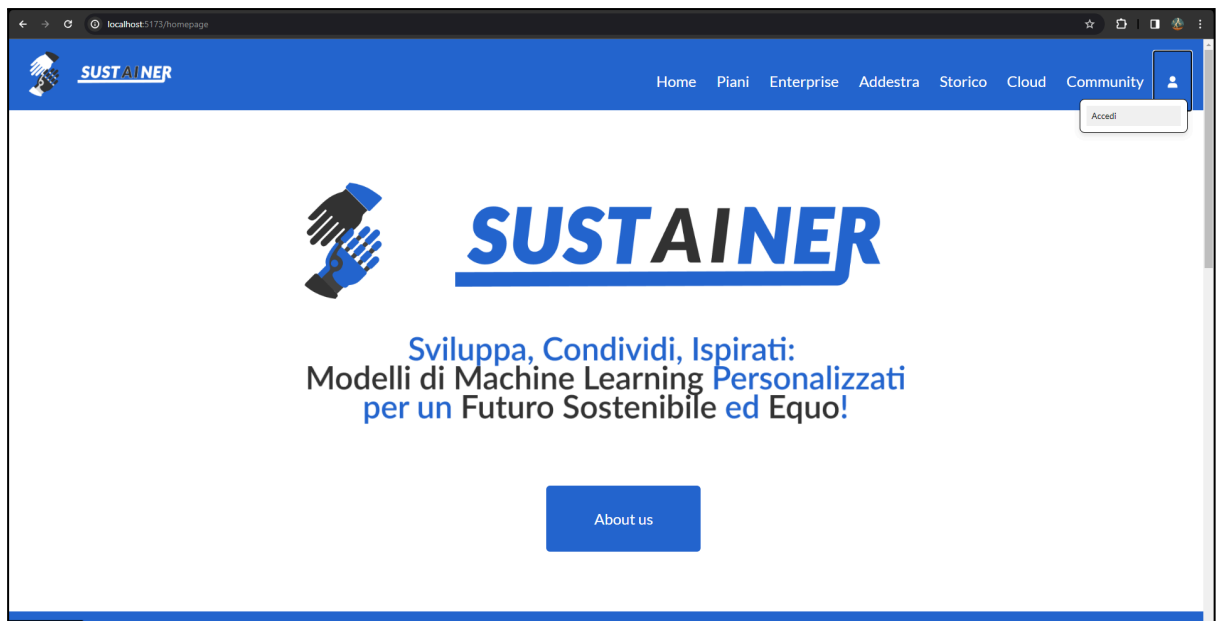 localhost:5173/homepage
SUSTAINER
Home Piani Enterprise Addestra Storico Cloud Community
Accedi
SUSTAINER
Sviluppa, Condividi, Ispirati:
Modelli di Machine Learning Personalizzati
per un Futuro Sostenibile ed Equo!
About us